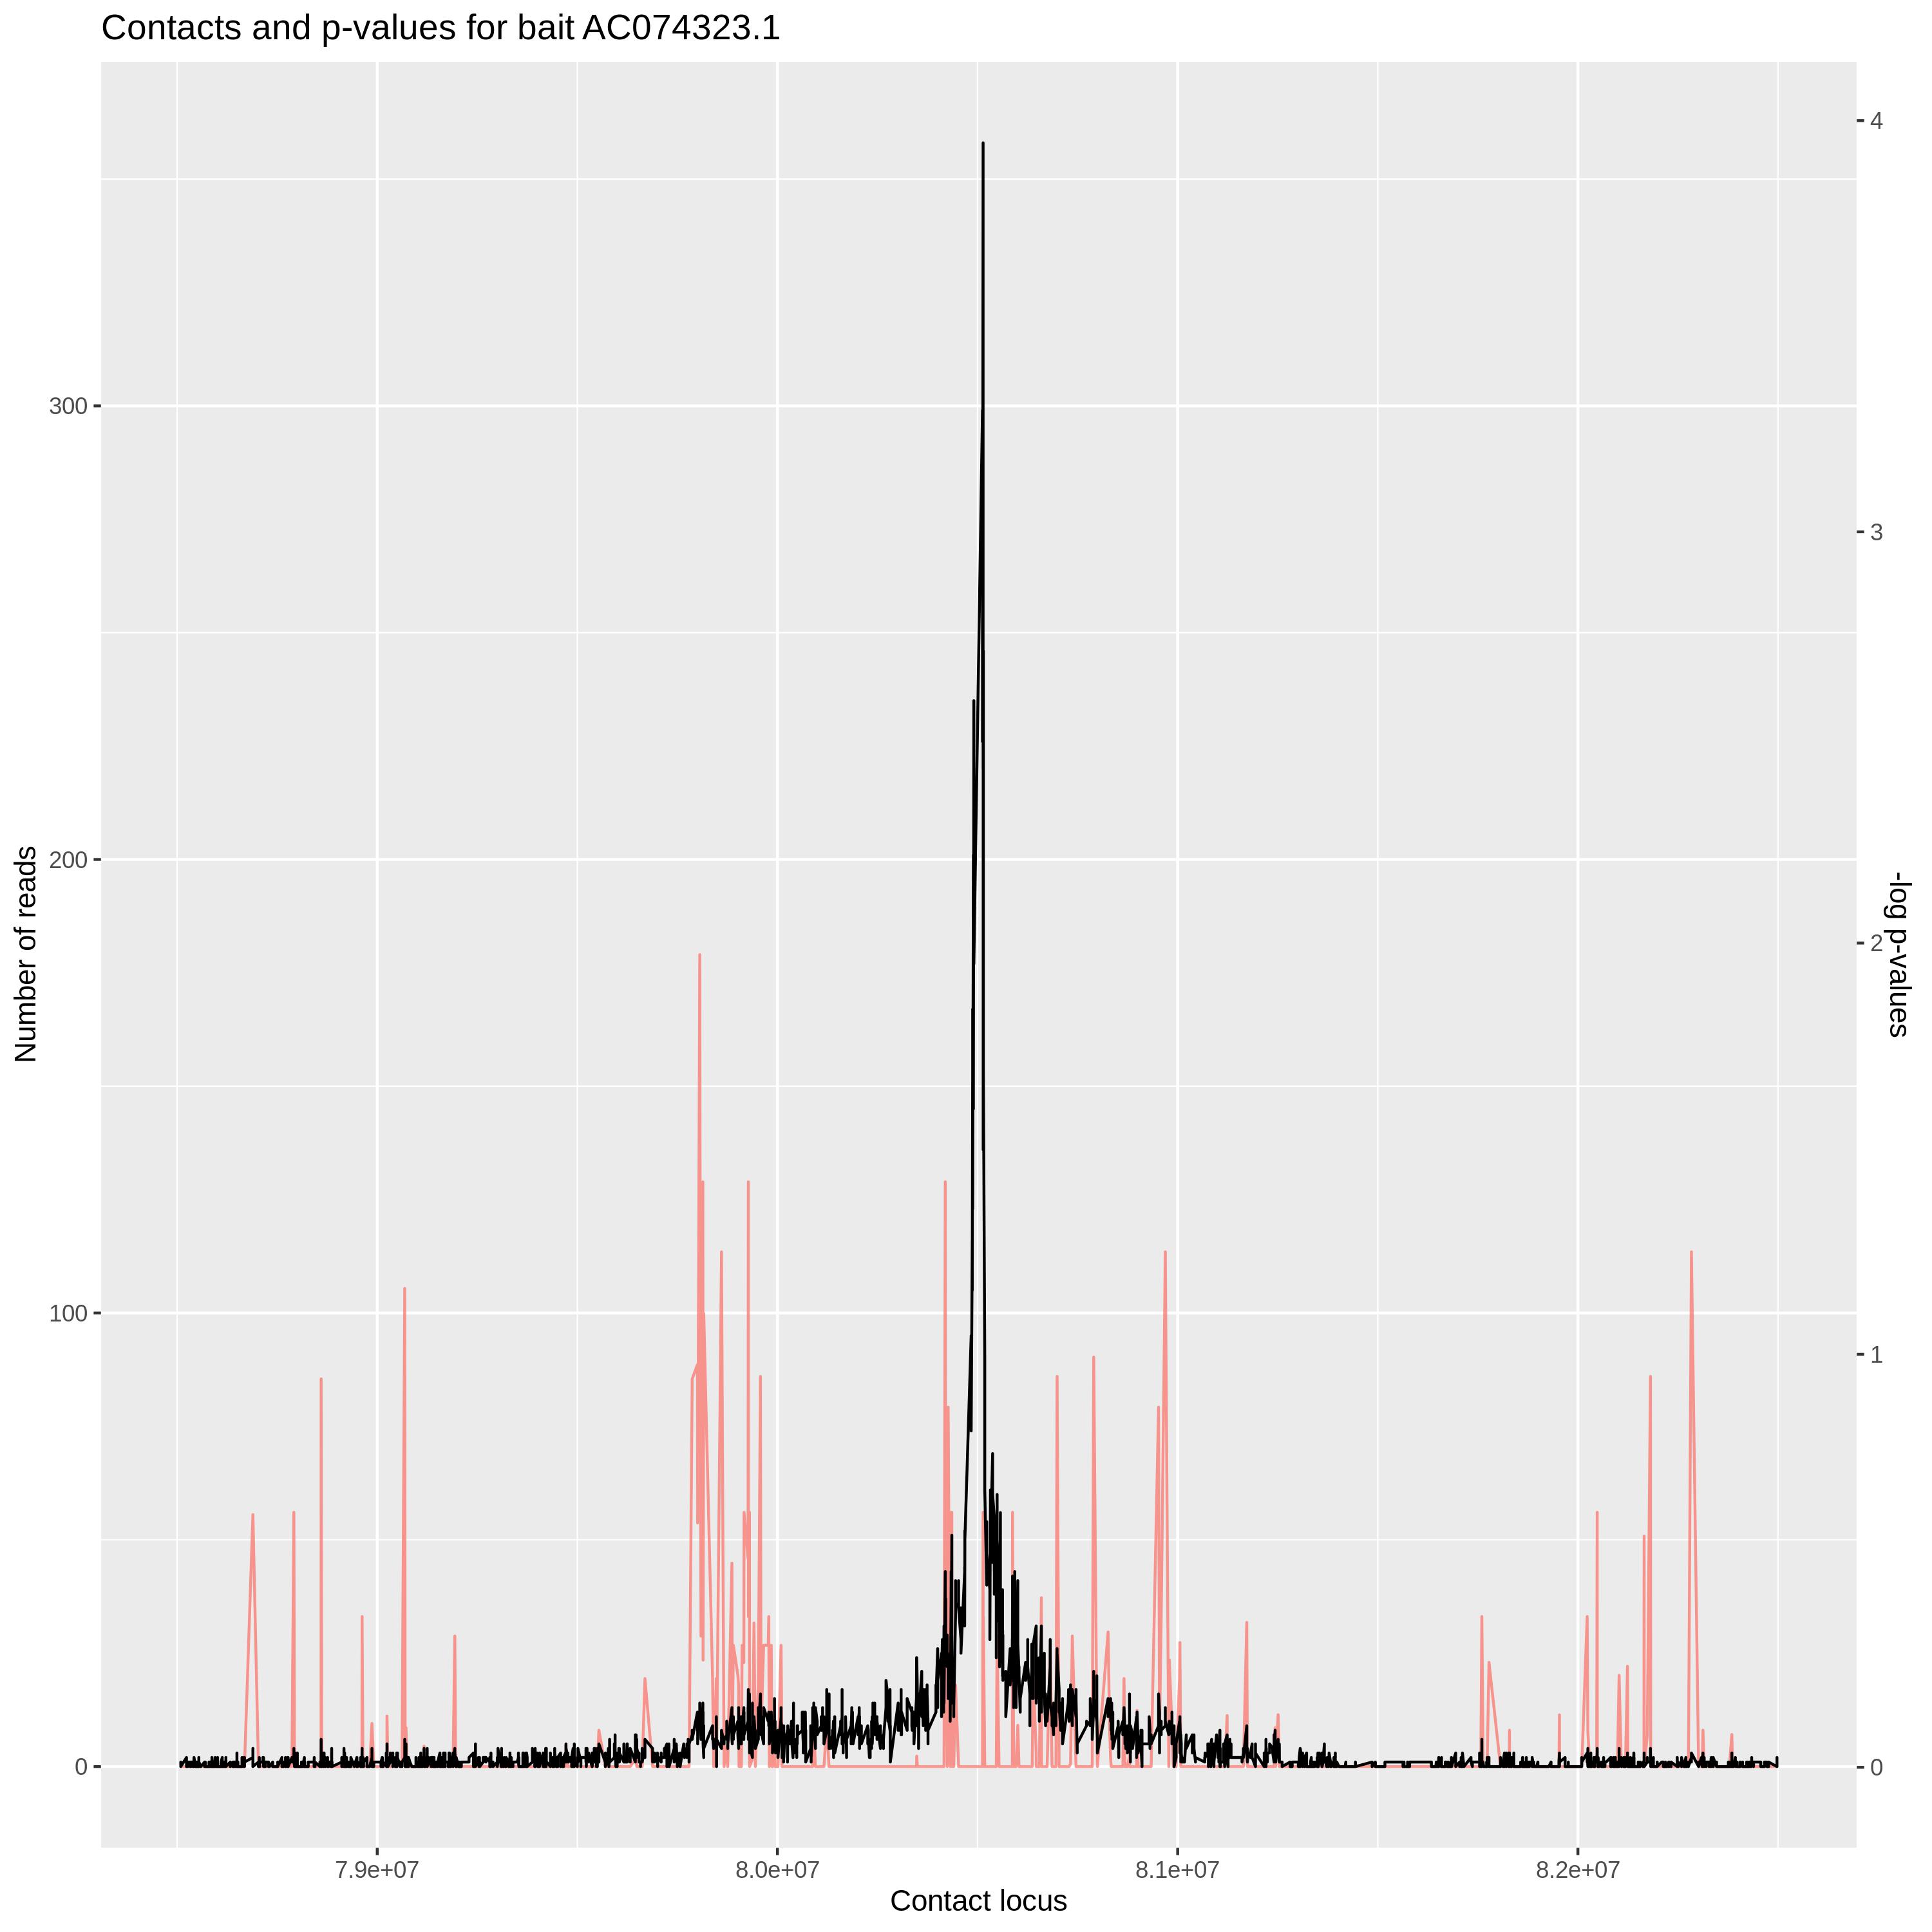 Contacts and p-values for bait AC074323.1
Number of reads
300
200
100
0
4
3
2
1
0
-log p-values
7.9e+07
8.0e+07
8.1e+07
8.2e+07
Contact locus